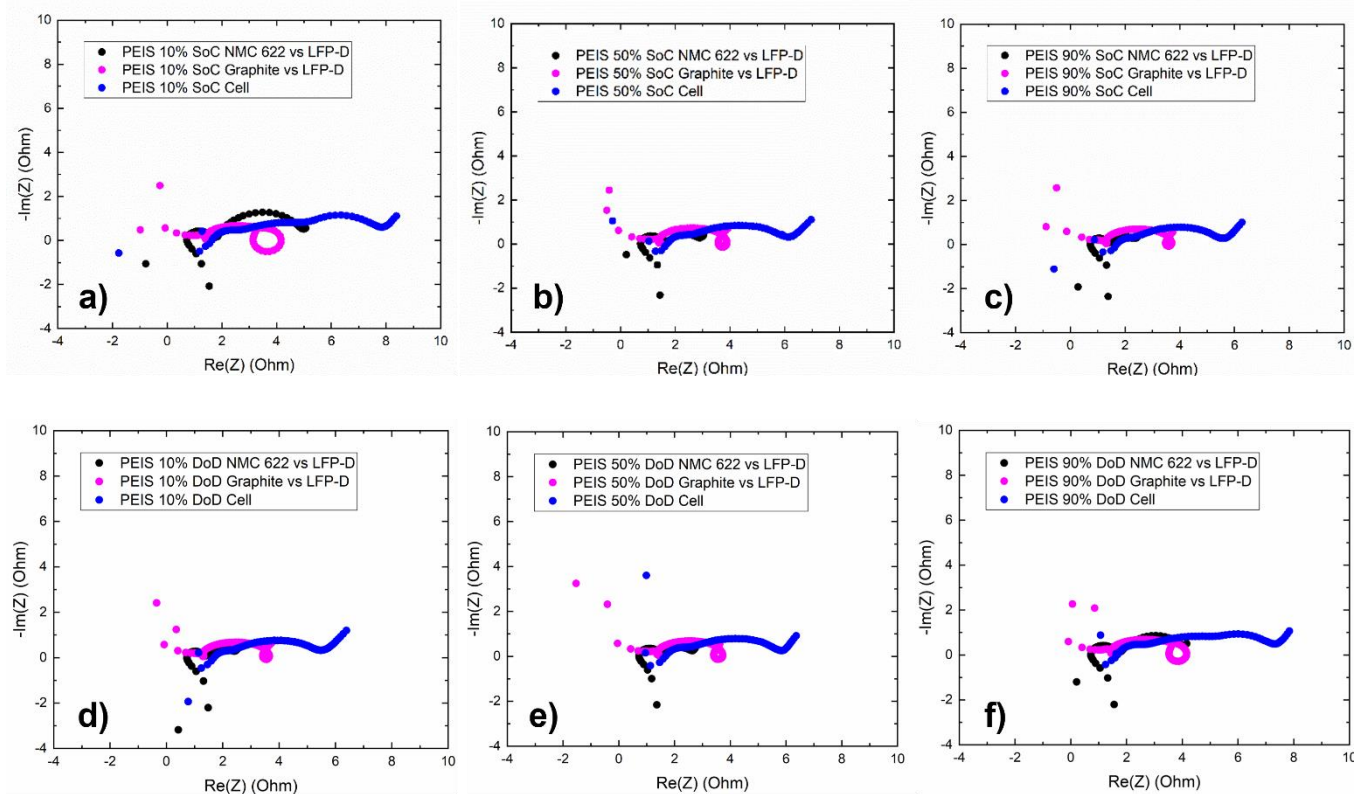 10
8
6
4
2
0
-2
-4
-Im(Z) (Ohm)
PEIS 10% SoC NMC 622 vs LFP-D
PEIS 10% SoC Graphite vs LFP-D
PEIS 10% SoC Cell
a)
-4 -2 0 2 4 6 8 10
Re(Z) (Ohm)
10
8
6
4
2
0
-2
-4
-Im(Z) (Ohm)
PEIS 50% SoC NMC 622 vs LFP-D
PEIS 50% SoC Graphite vs LFP-D
PEIS 50% SoC Cell
b)
-4 -2 0 2 4 6 8 10
Re(Z) (Ohm)
10
8
6
4
2
0
-2
-4
-Im(Z) (Ohm)
PEIS 90% SoC NMC 622 vs LFP-D
PEIS 90% SoC Graphite vs LFP-D
PEIS 90% SoC Cell
c)
-4 -2 0 2 4 6 8 10
Re(Z) (Ohm)
10
8
6
4
2
0
-2
-4
-Im(Z) (Ohm)
PEIS 10% DoD NMC 622 vs LFP-D
PEIS 10% DoD Graphite vs LFP-D
PEIS 10% DoD Cell
d)
-4 -2 0 2 4 6 8 10
Re(Z) (Ohm)
10
8
6
4
2
0
-2
-4
-Im(Z) (Ohm)
PEIS 50% DoD NMC 622 vs LFP-D
PEIS 50% DoD Graphite vs LFP-D
PEIS 50% DoD Cell
e)
-4 -2 0 2 4 6 8 10
Re(Z) (Ohm)
10
8
6
4
2
0
-2
-4
-Im(Z) (Ohm)
PEIS 90% DoD NMC 622 vs LFP-D
PEIS 90% DoD Graphite vs LFP-D
PEIS 90% DoD Cell
f)
-4 -2 0 2 4 6 8 10
Re(Z) (Ohm)